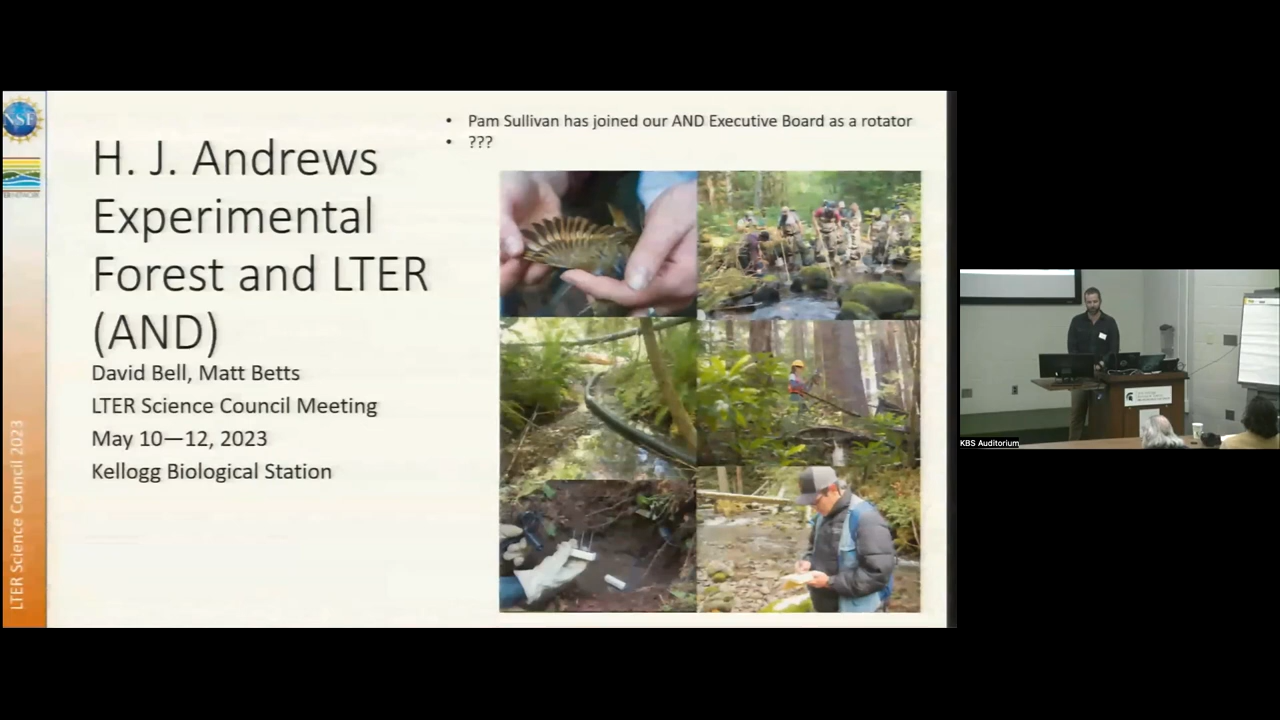 NSF
LTER Science Council 2023
H. J. Andrews
Experimental
Forest and LTER
(AND)
David Bell, Matt Betts
LTER Science Council Meeting
May 10—12, 2023
Kellogg Biological Station
• Pam Sullivan has joined our AND Executive Board as a rotator
• ???
KBS Auditorium